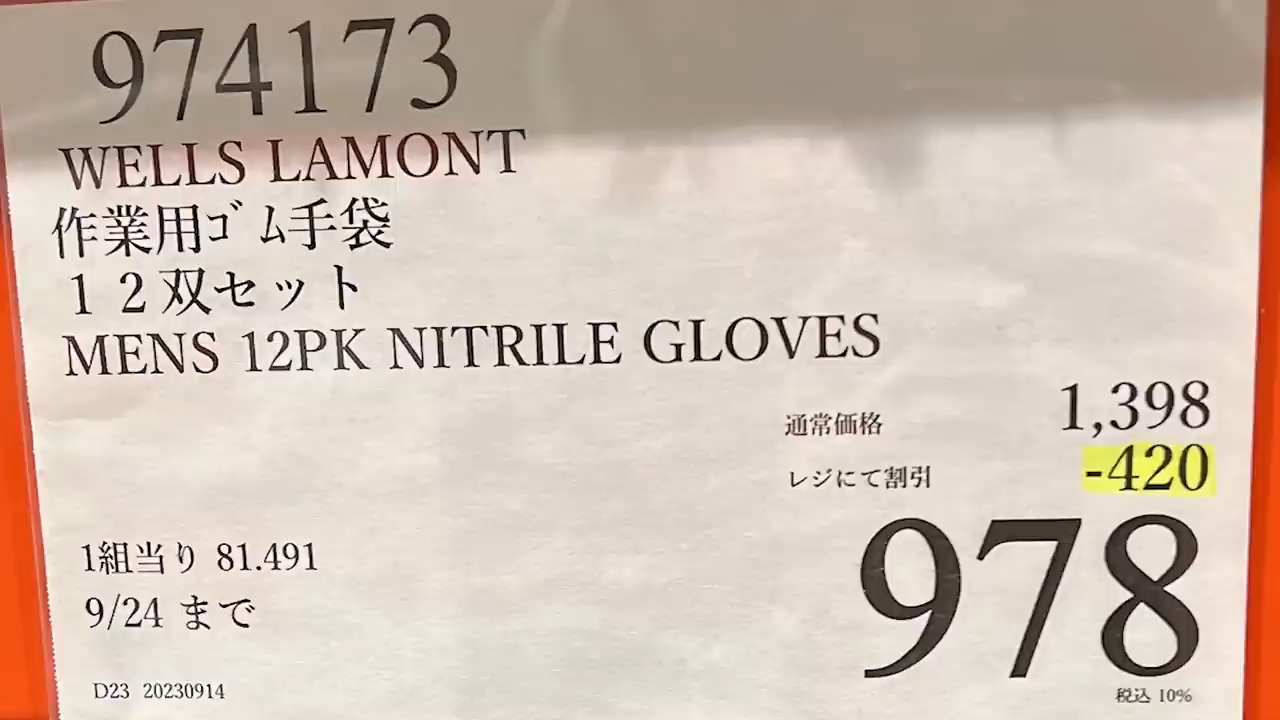 974173
WELLS LAMONT
作業用ゴム手袋
12双セット
MENS 12PK NITRILE GLOVES
通常価格 1,398
レジにて割引 -420
978
1組当り 81.491
9/24 まで
D23 20230914
税込 10%